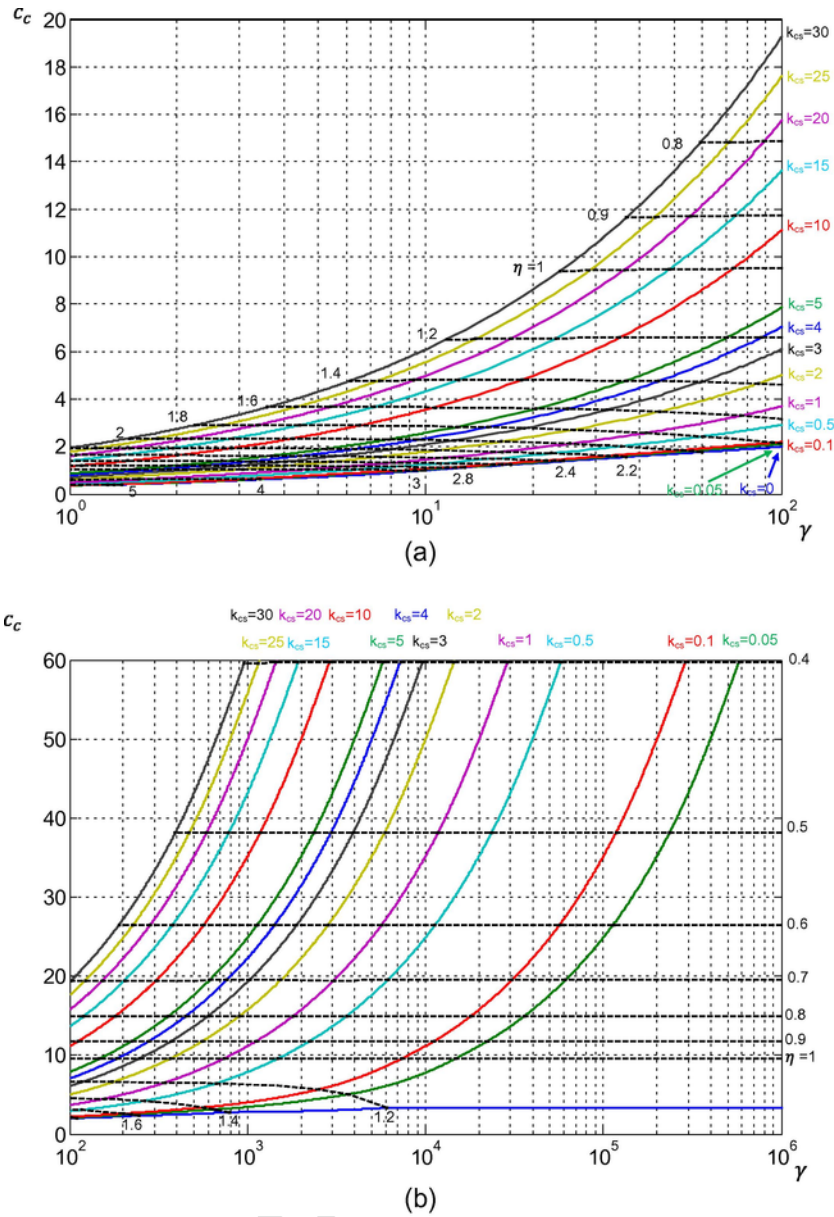 c_c
20
18
16
14
12
10
8
6
4
2
0
k_cs=30
k_cs=25
k_cs=20
k_cs=15
k_cs=10
k_cs=5
k_cs=4
k_cs=3
k_cs=2
k_cs=1
k_cs=0.5
k_cs=0.1
k_cs=0.05 k_cs=0
0.8
0.9
η =1
1.2
1.4
1.6
1.8
2
5 4 3 2.8 2.4 2.2
10^0 10^1 10^2
γ
(a)
k_cs=30 k_cs=20 k_cs=10 k_cs=4 k_cs=2
c_c
k_cs=25 k_cs=15 k_cs=5 k_cs=3 k_cs=1 k_cs=0.5 k_cs=0.1 k_cs=0.05
60
50
40
30
20
10
0
0.4
0.5
0.6
0.7
0.8
0.9
η =1
1.6 1.4 1.2
10^2 10^3 10^4 10^5 10^6
γ
(b)